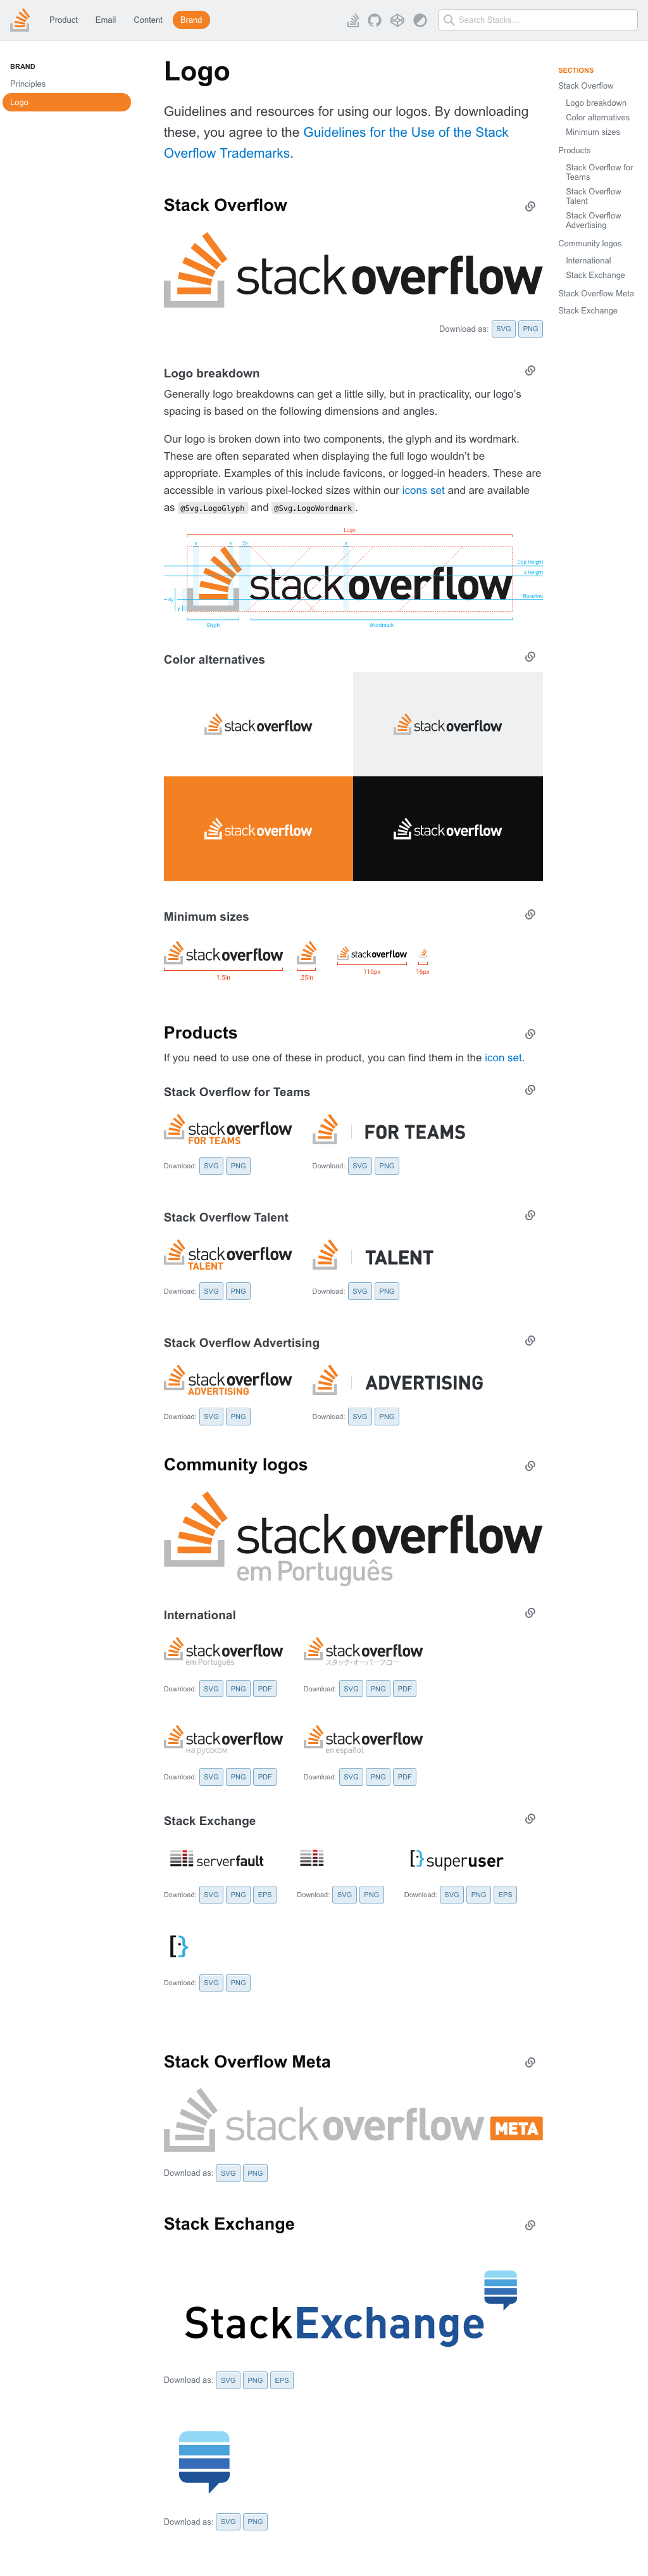 Product Email Content Brand
Search Stacks…
BRAND
Principles
Logo
SECTIONS
Stack Overflow
Logo breakdown
Color alternatives
Minimum sizes
Products
Stack Overflow for
Teams
Stack Overflow
Talent
Stack Overflow
Advertising
Community logos
International
Stack Exchange
Stack Overflow Meta
Stack Exchange
Logo
Guidelines and resources for using our logos. By downloading
these, you agree to the Guidelines for the Use of the Stack
Overflow Trademarks.
Stack Overflow
stackoverflow
Download as: SVG PNG
Logo breakdown
Generally logo breakdowns can get a little silly, but in practicality, our logo's
spacing is based on the following dimensions and angles.
Our logo is broken down into two components, the glyph and its wordmark.
These are often separated when displaying the full logo wouldn't be
appropriate. Examples of this include favicons, or logged-in headers. These are
accessible in various pixel-locked sizes within our icons set and are available
as @Svg.LogoGlyph and @Svg.LogoWordmark.
Logo
x x 2x x
Cap Height
x Height
stackoverflow
Baseline
4y
y
Glyph Wordmark
Color alternatives
stackoverflow stackoverflow
stackoverflow stackoverflow
Minimum sizes
stackoverflow stackoverflow
1.5in .25in 110px 16px
Products
If you need to use one of these in product, you can find them in the icon set.
Stack Overflow for Teams
stackoverflow
FOR TEAMS FOR TEAMS
Download: SVG PNG Download: SVG PNG
Stack Overflow Talent
stackoverflow
TALENT TALENT
Download: SVG PNG Download: SVG PNG
Stack Overflow Advertising
stackoverflow
ADVERTISING ADVERTISING
Download: SVG PNG Download: SVG PNG
Community logos
stackoverflow
em Português
International
stackoverflow stackoverflow
em Português スタック・オーバーフロー
Download: SVG PNG PDF Download: SVG PNG PDF
stackoverflow stackoverflow
на русском en español
Download: SVG PNG PDF Download: SVG PNG PDF
Stack Exchange
serverfault superuser
Download: SVG PNG EPS Download: SVG PNG Download: SVG PNG EPS
Download: SVG PNG
Stack Overflow Meta
stackoverflow META
Download as: SVG PNG
Stack Exchange
StackExchange
Download as: SVG PNG EPS
Download as: SVG PNG